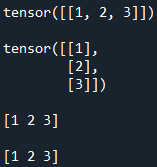 tensor([[1, 2, 3]])
tensor([[1],
        [2],
        [3]])
[1 2 3]
[1 2 3]